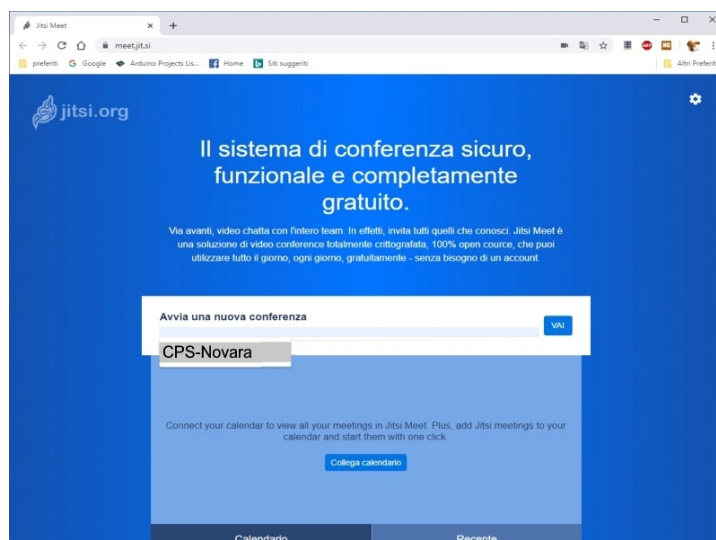 Jitsi Meet
meet.jit.si
preferiti Google Arduino Projects Lis... Home Siti suggeriti Altri Preferit
jitsi.org
Il sistema di conferenza sicuro,
funzionale e completamente
gratuito.
Via avanti, video chatta con l'intero team. In effetti, invita tutti quelli che conosci. Jitsi Meet è
una soluzione di video conference totalmente crittografata, 100% open cource, che puoi
utilizzare tutto il giorno, ogni giorno, gratuitamente - senza bisogno di un account.
Avvia una nuova conferenza
VAI
CPS-Novara
Connect your calendar to view all your meetings in Jitsi Meet. Plus, add Jitsi meetings to your
calendar and start them with one click.
Collega calendario
Calendario Recente